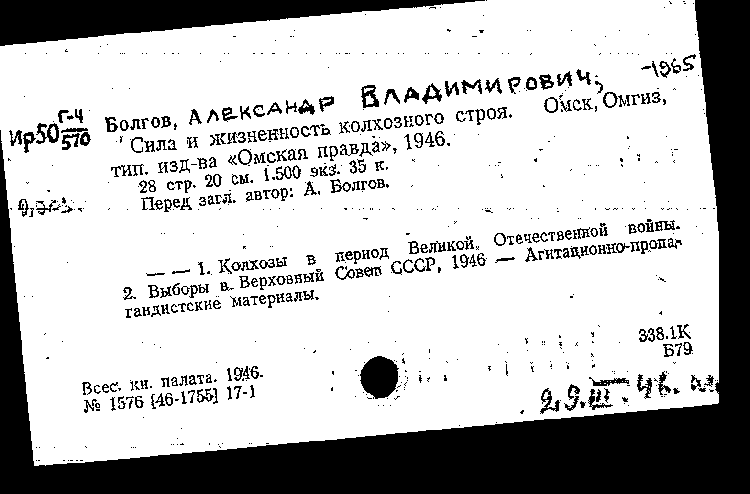 Болгов, Александр Владимирович, -1965
Ир50 Г-4/570
Сила и жизненность колхозного строя. Омск, Омгиз,
тип. изд-ва «Омская правда», 1946.
28 стр. 20 см. 1.500 экз. 35 к.
Перед загл. автор: А. Болгов.
— — 1. Колхозы в период Великой Отечественной войны.
2. Выборы в Верховный Совет СССР, 1946 — Агитационно-пропа-
гандистские материалы.
338.1К
Б79
Всес. кн. палата. 1946.
№ 1576 [46-1755] 17-1
29.III.46.